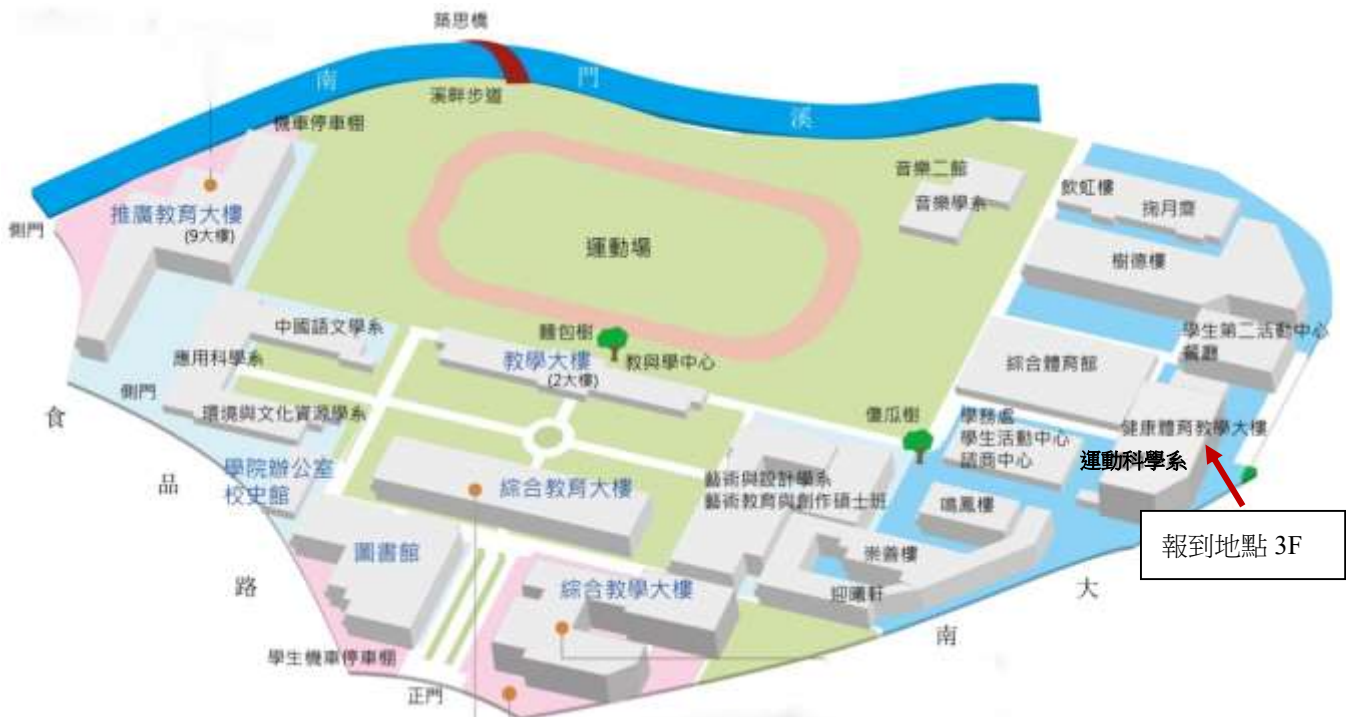 築思橋
南
門
溪
溪畔步道
機車停車棚
音樂二館
音樂學系
飲虹樓
掬月齋
推廣教育大樓
(9大樓)
側門
運動場
樹德樓
中國語文學系
麵包樹
教學大樓
(2大樓)
教與學中心
應用科學系
學生第二活動中心
餐廳
綜合體育館
側門
環境與文化資源學系
傻瓜樹
學務處
學生活動中心
諮商中心
健康體育教學大樓
運動科學系
食
品
路
學院辦公室
校史館
綜合教育大樓
藝術與設計學系
藝術教育與創作碩士班
鳴鳳樓
報到地點 3F
圖書館
崇善樓
迎曦軒
綜合教學大樓
大
南
學生機車停車棚
正門